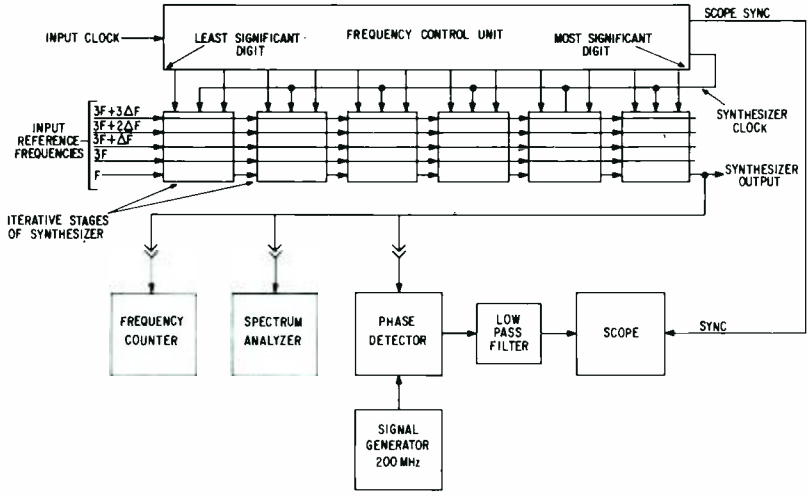 SCOPE SYNC
INPUT CLOCK
LEAST SIGNIFICANT
DIGIT
FREQUENCY CONTROL UNIT
MOST SIGNIFICANT
DIGIT
SYNTHESIZER
CLOCK
INPUT
REFERENCE
FREQUENCIES
3F+3ΔF
3F+2ΔF
3F+ΔF
3F
F
SYNTHESIZER
OUTPUT
ITERATIVE STAGES
OF SYNTHESIZER
FREQUENCY
COUNTER
SPECTRUM
ANALYZER
PHASE
DETECTOR
LOW
PASS
FILTER
SCOPE
SYNC
SIGNAL
GENERATOR
200 MHz